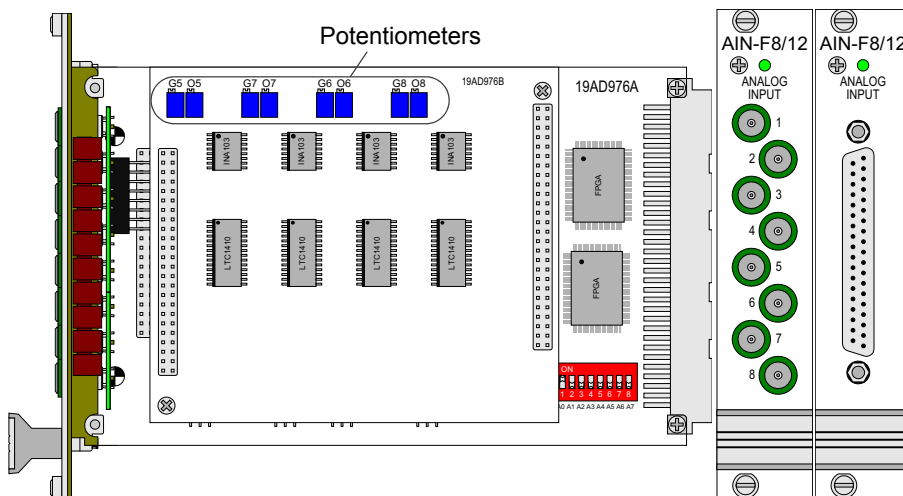 Potentiometers
G5 O5 G7 O7 G6 O6 G8 O8
19AD976B
19AD976A
INA103 INA103 INA103 INA103
LTC1410 LTC1410 LTC1410 LTC1410
FPGA
FPGA
ON
1 2 3 4 5 6 7 8
A0 A1 A2 A3 A4 A5 A6 A7
AIN-F8/12
ANALOG
INPUT
1
2
3
4
5
6
7
8
AIN-F8/12
ANALOG
INPUT